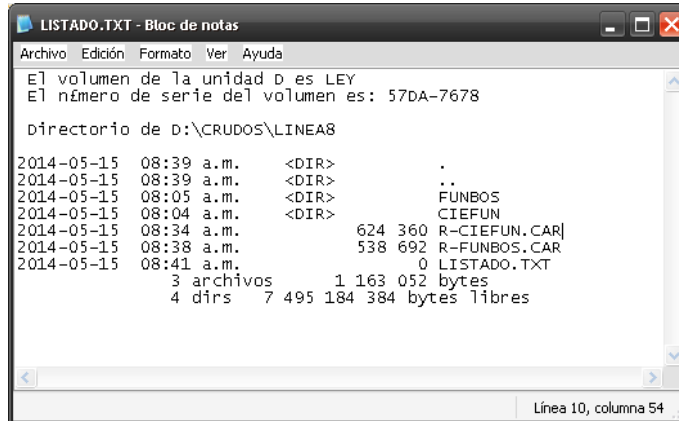 LISTADO.TXT - Bloc de notas
Archivo Edición Formato Ver Ayuda
El volumen de la unidad D es LEY
El n£mero de serie del volumen es: 57DA-7678
Directorio de D:\CRUDOS\LINEA8
2014-05-15 08:39 a.m. <DIR> .
2014-05-15 08:39 a.m. <DIR> ..
2014-05-15 08:05 a.m. <DIR> FUNBOS
2014-05-15 08:04 a.m. <DIR> CIEFUN
2014-05-15 08:34 a.m. 624 360 R-CIEFUN.CAR
2014-05-15 08:38 a.m. 538 692 R-FUNBOS.CAR
2014-05-15 08:41 a.m. 0 LISTADO.TXT
3 archivos 1 163 052 bytes
4 dirs 7 495 184 384 bytes libres
Línea 10, columna 54